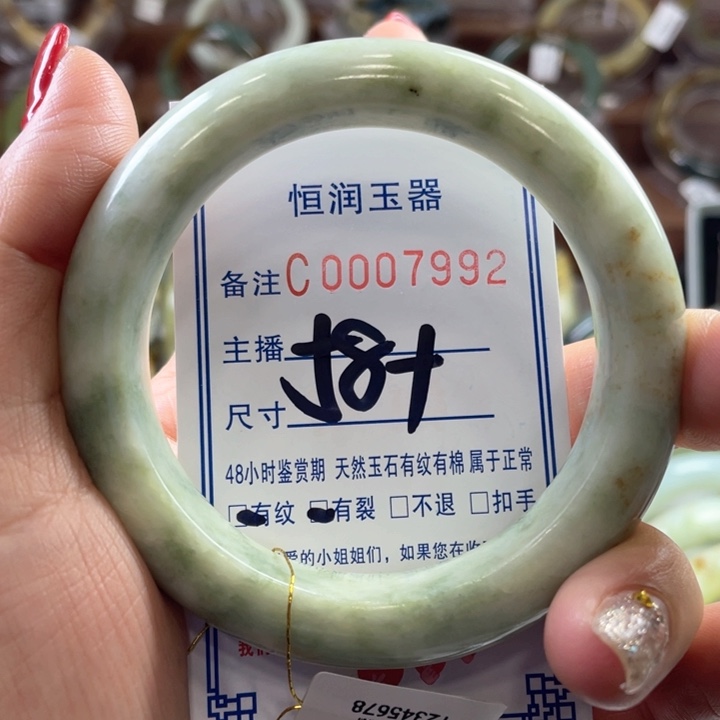 恒润玉器
备注C0007992
主播
58+
尺寸
48小时鉴赏期 天然玉石有纹有棉 属于正常
□有纹 □有裂 □不退 □扣手
爱的小姐姐们，如果您在收
我们
12345678